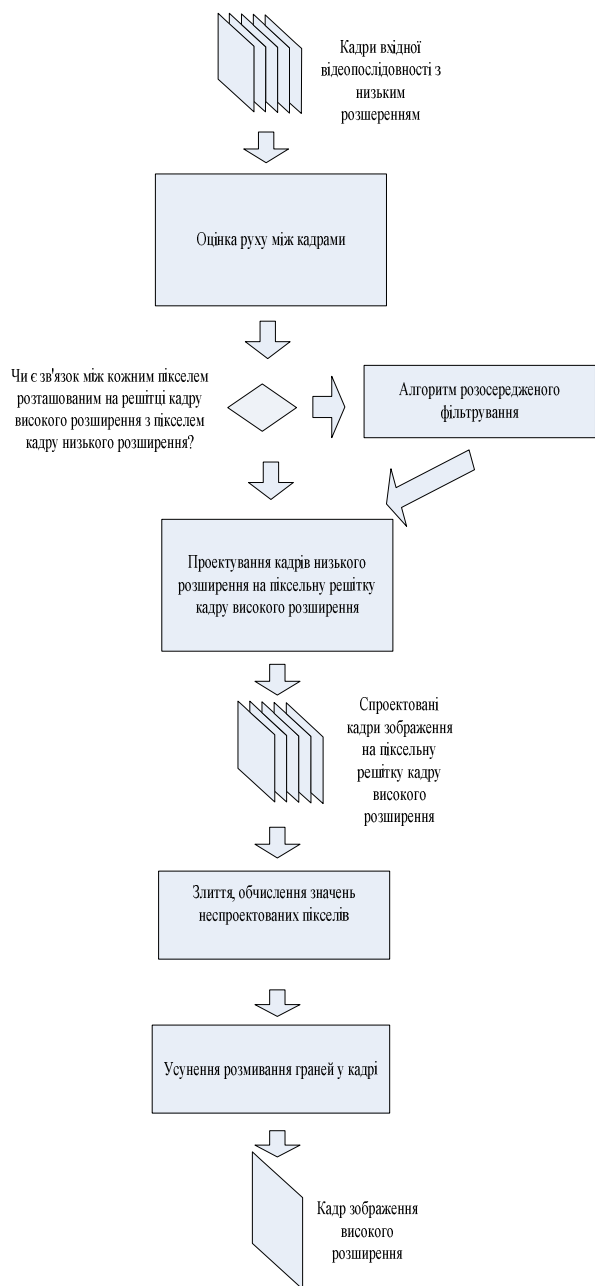 Кадри вхідної
відеопослідовності з
низьким
розшеренням
Оцінка руху між кадрами
Чи є зв'язок між кожним пікселем
розташованим на решітці кадру
високого розширення з пікселем
кадру низького розширення?
Алгоритм розосередженого
фільтрування
Проектування кадрів низького
розширення на піксельну решітку
кадру високого розширення
Спроектовані
кадри зображення
на піксельну
решітку кадру
високого
розширення
Злиття, обчислення значень
неспроектованих пікселів
Усунення розмивання граней у кадрі
Кадр зображення
високого
розширення